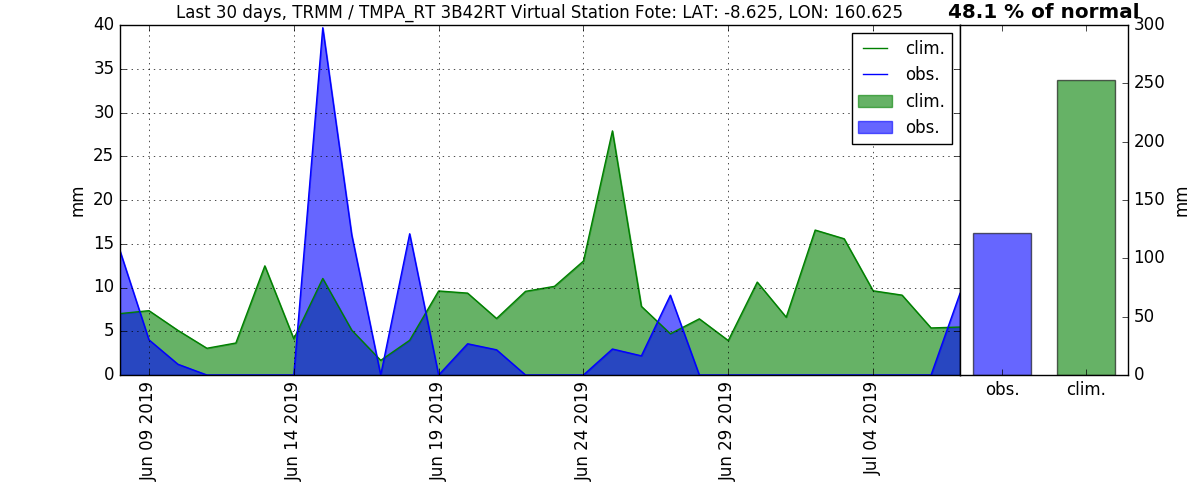 Last 30 days, TRMM / TMPA_RT 3B42RT Virtual Station Fote: LAT: -8.625, LON: 160.625
48.1 % of normal
40
35
30
25
20
15
10
5
0
mm
clim.
obs.
clim.
obs.
Jun 09 2019
Jun 14 2019
Jun 19 2019
Jun 24 2019
Jun 29 2019
Jul 04 2019
300
250
200
150
100
50
0
mm
obs.
clim.